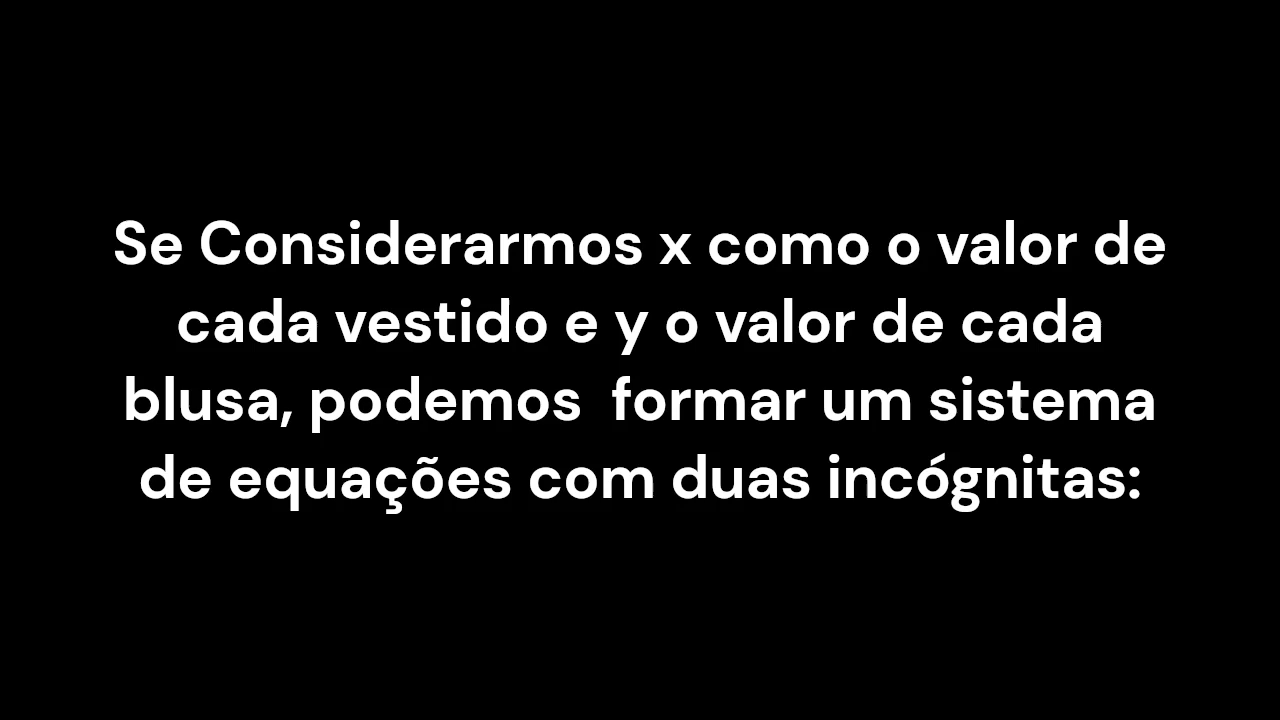 Se Considerarmos x como o valor de
cada vestido e y o valor de cada
blusa, podemos  formar um sistema
de equações com duas incógnitas: